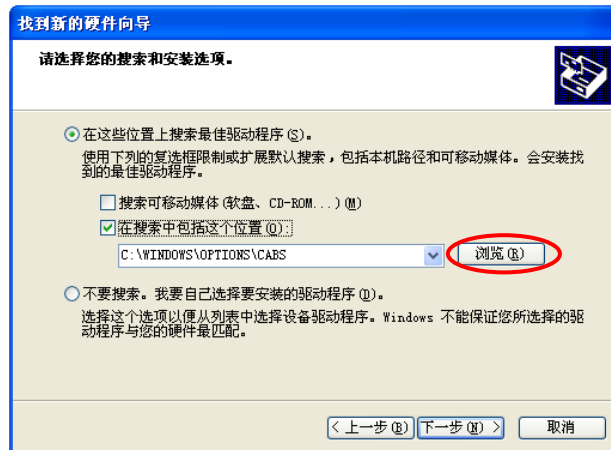 找到新的硬件向导
请选择您的搜索和安装选项。
在这些位置上搜索最佳驱动程序(S)。
使用下列的复选框限制或扩展默认搜索，包括本机路径和可移动媒体。会安装找
到的最佳驱动程序。
搜索可移动媒体(软盘、CD-ROM...)(M)
在搜索中包括这个位置(O):
C:\WINDOWS\OPTIONS\CABS
浏览(R)
不要搜索。我要自己选择要安装的驱动程序(D)。
选择这个选项以便从列表中选择设备驱动程序。Windows 不能保证您所选择的驱
动程序与您的硬件最匹配。
< 上一步(B) 下一步(N) > 取消